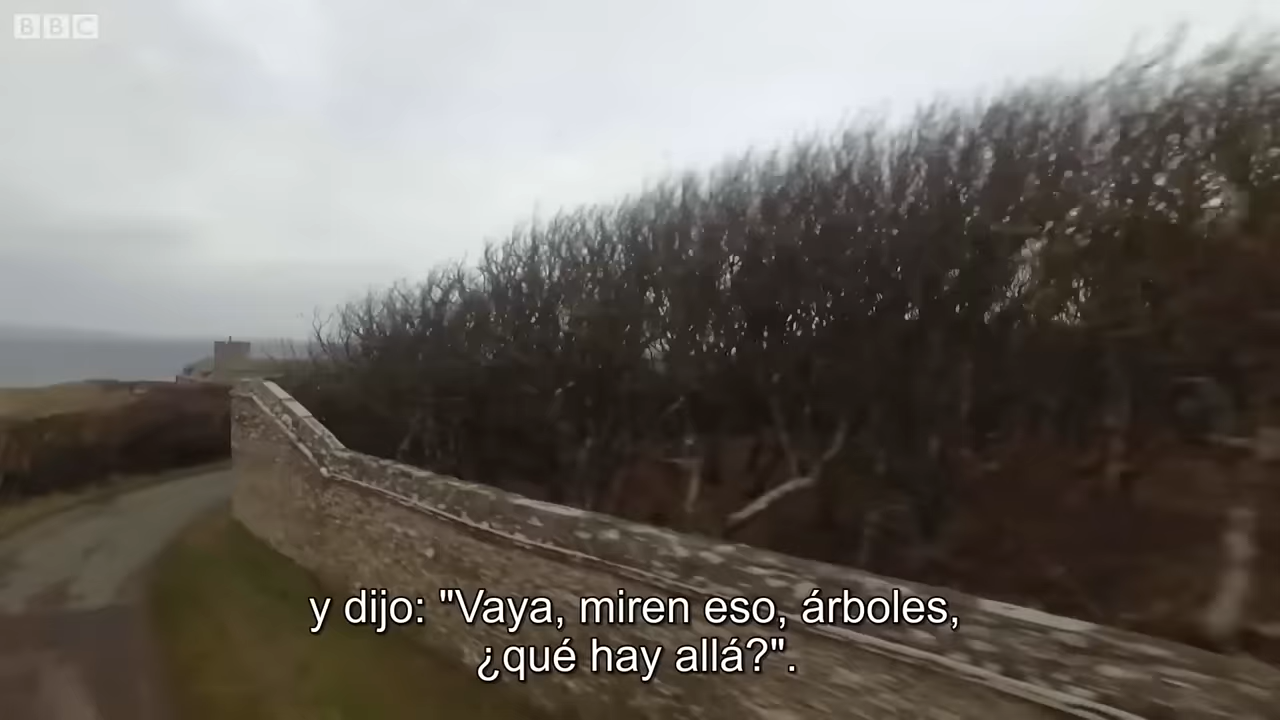 BBC
y dijo: "Vaya, miren eso, árboles,
¿qué hay allá?".